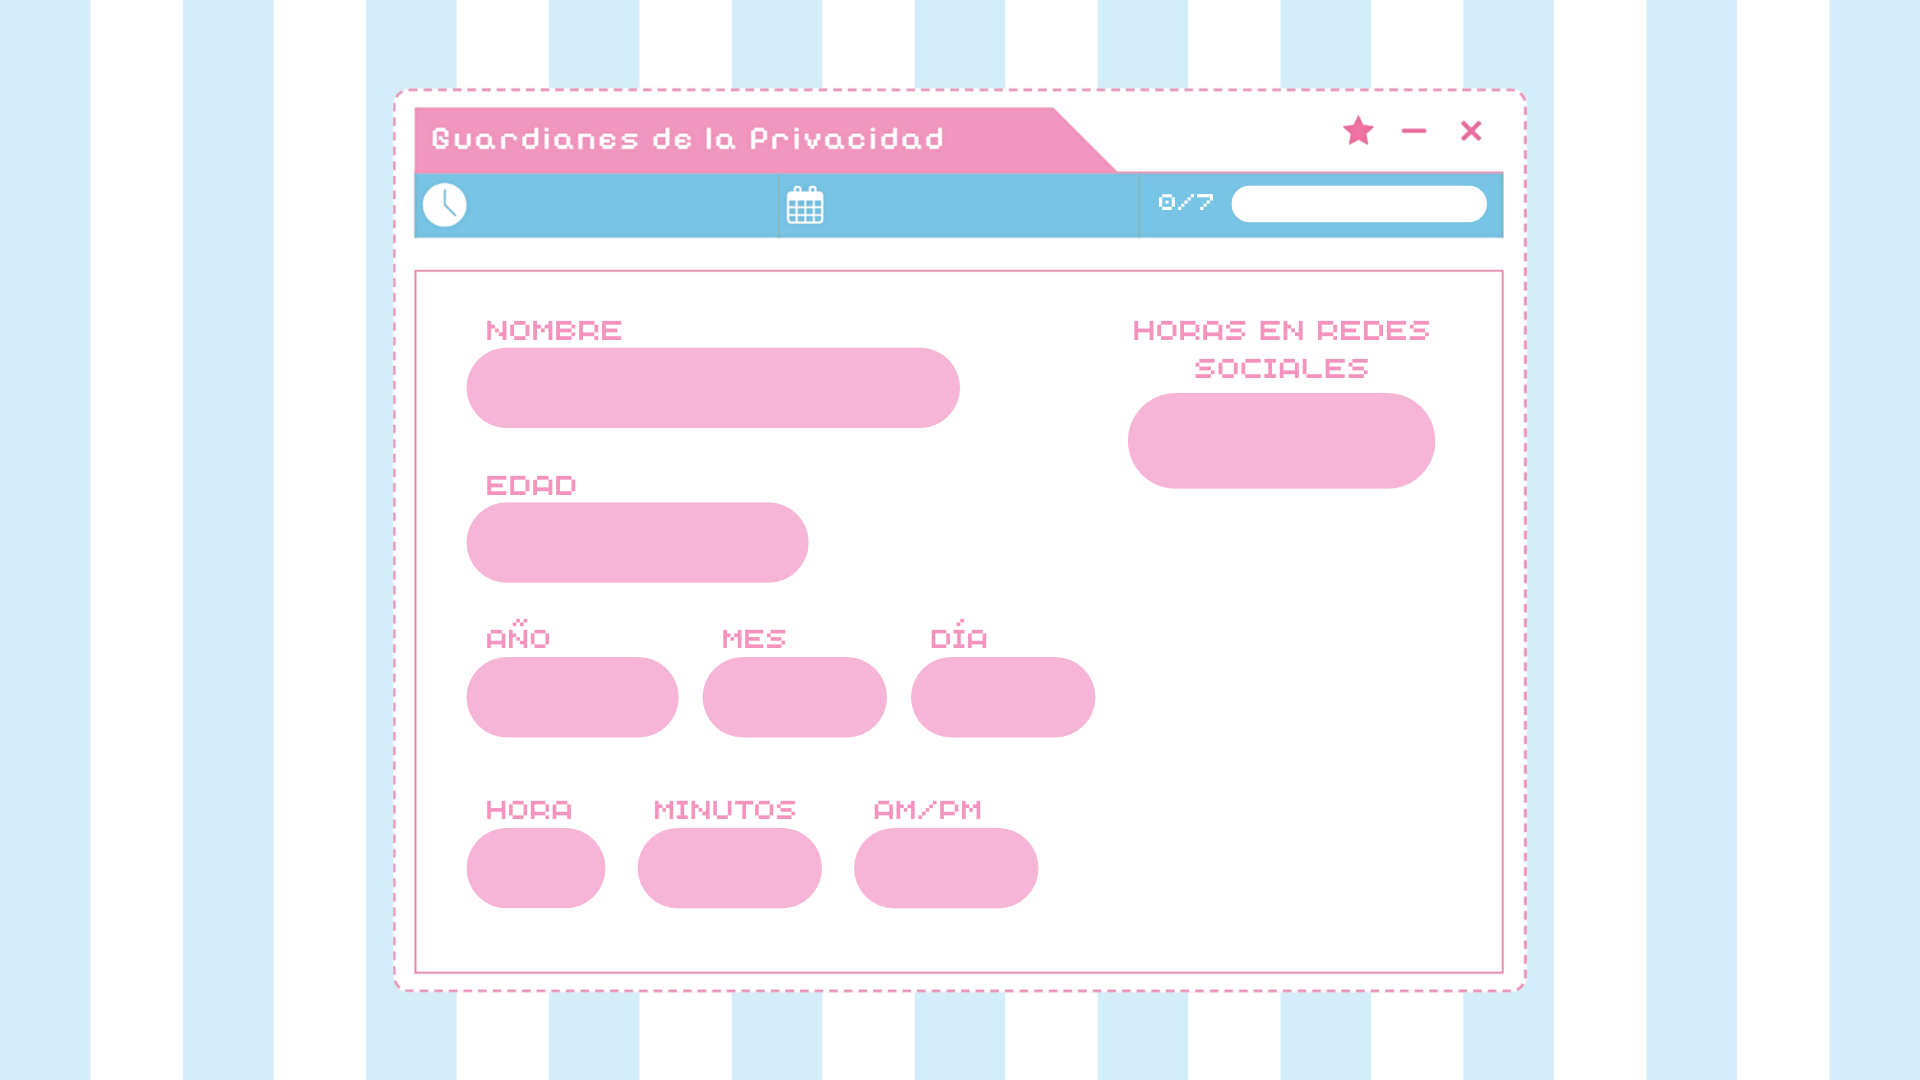 Guardianes de la Privacidad
0/7
NOMBRE
HORAS EN REDES
SOCIALES
EDAD
AÑO MES DÍA
HORA MINUTOS AM/PM